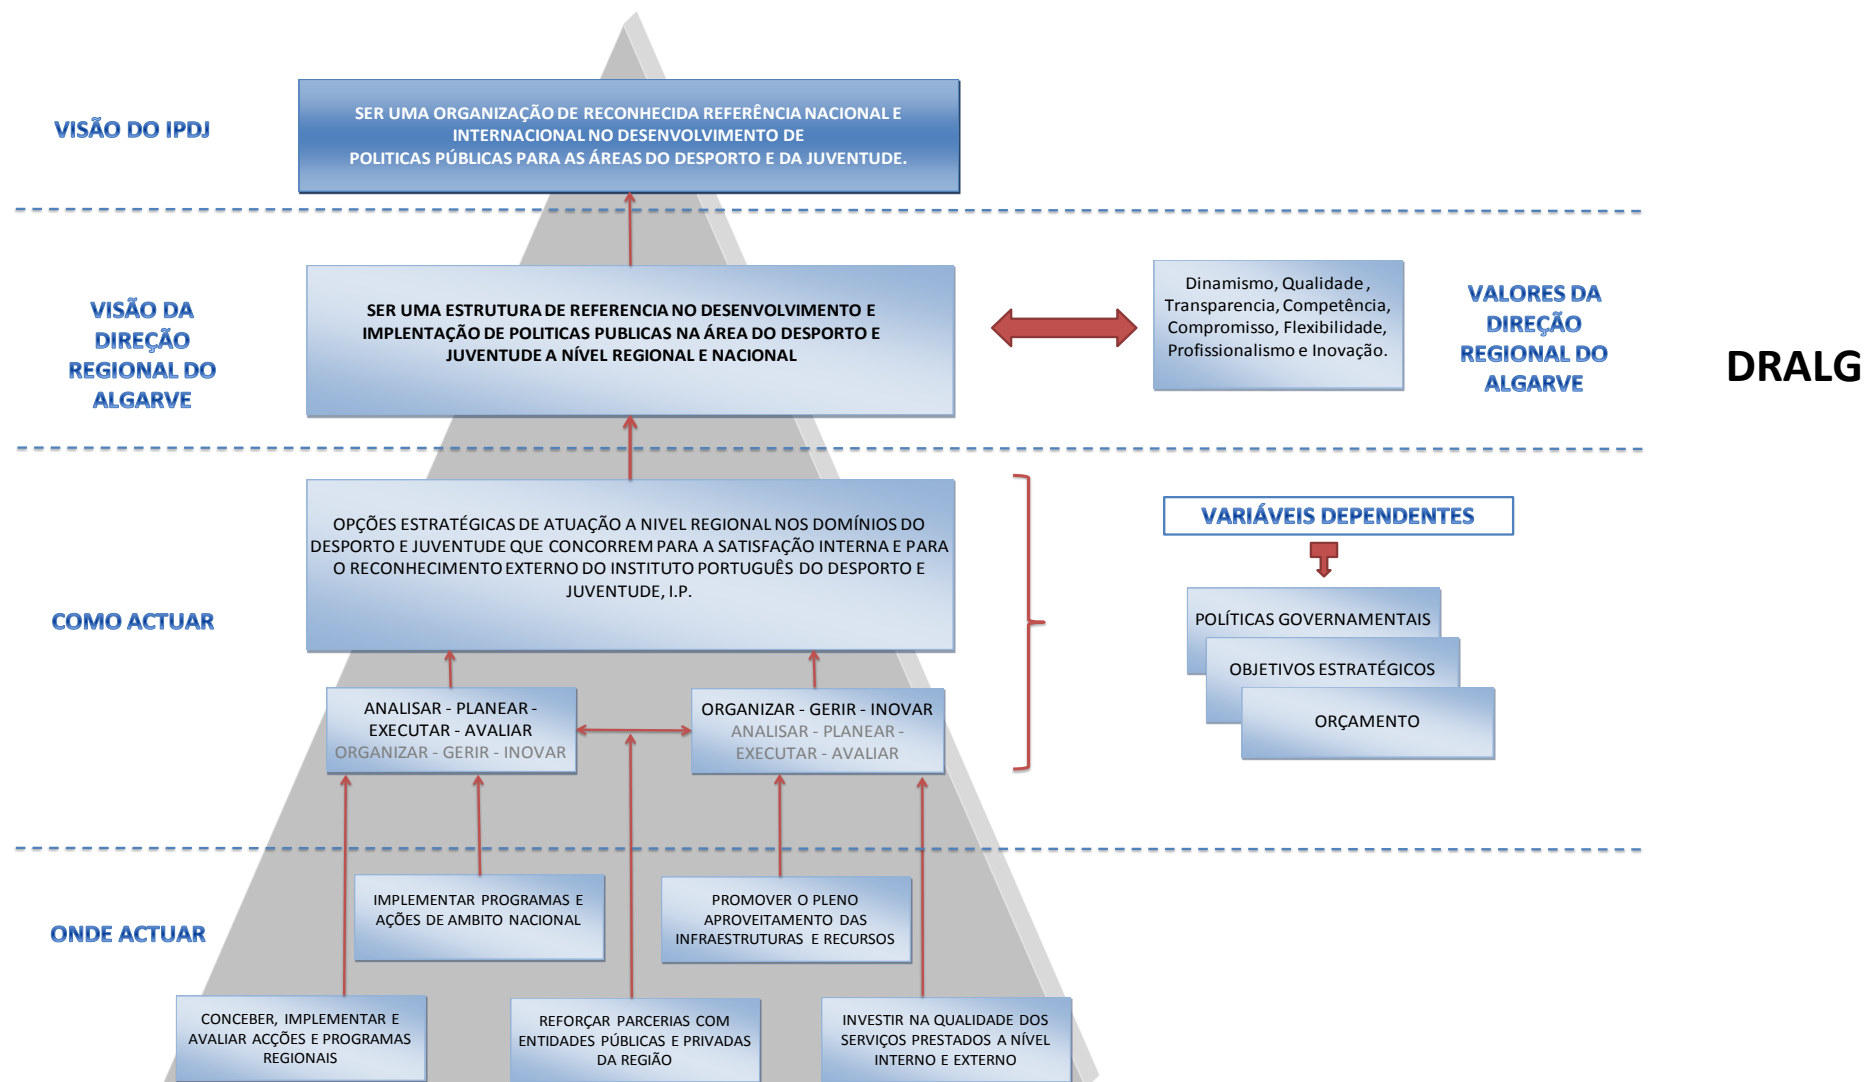 VISÃO DO IPDJ
SER UMA ORGANIZAÇÃO DE RECONHECIDA REFERÊNCIA NACIONAL E
INTERNACIONAL NO DESENVOLVIMENTO DE
POLITICAS PÚBLICAS PARA AS ÁREAS DO DESPORTO E DA JUVENTUDE.
VISÃO DA
DIREÇÃO
REGIONAL DO
ALGARVE
SER UMA ESTRUTURA DE REFERENCIA NO DESENVOLVIMENTO E
IMPLENTAÇÃO DE POLITICAS PUBLICAS NA ÁREA DO DESPORTO E
JUVENTUDE A NÍVEL REGIONAL E NACIONAL
Dinamismo, Qualidade ,
Transparencia, Competência,
Compromisso, Flexibilidade,
Profissionalismo e Inovação.
VALORES DA
DIREÇÃO
REGIONAL DO
ALGARVE
DRALG
COMO ACTUAR
OPÇÕES ESTRATÉGICAS DE ATUAÇÃO A NIVEL REGIONAL NOS DOMÍNIOS DO
DESPORTO E JUVENTUDE QUE CONCORREM PARA A SATISFAÇÃO INTERNA E PARA
O RECONHECIMENTO EXTERNO DO INSTITUTO PORTUGUÊS DO DESPORTO E
JUVENTUDE, I.P.
VARIÁVEIS DEPENDENTES
POLÍTICAS GOVERNAMENTAIS
OBJETIVOS ESTRATÉGICOS
ORÇAMENTO
ANALISAR - PLANEAR -
EXECUTAR - AVALIAR
ORGANIZAR - GERIR - INOVAR
ORGANIZAR - GERIR - INOVAR
ANALISAR - PLANEAR -
EXECUTAR - AVALIAR
ONDE ACTUAR
IMPLEMENTAR PROGRAMAS E
AÇÕES DE AMBITO NACIONAL
PROMOVER O PLENO
APROVEITAMENTO DAS
INFRAESTRUTURAS E RECURSOS
CONCEBER, IMPLEMENTAR E
AVALIAR ACÇÕES E PROGRAMAS
REGIONAIS
REFORÇAR PARCERIAS COM
ENTIDADES PÚBLICAS E PRIVADAS
DA REGIÃO
INVESTIR NA QUALIDADE DOS
SERVIÇOS PRESTADOS A NÍVEL
INTERNO E EXTERNO